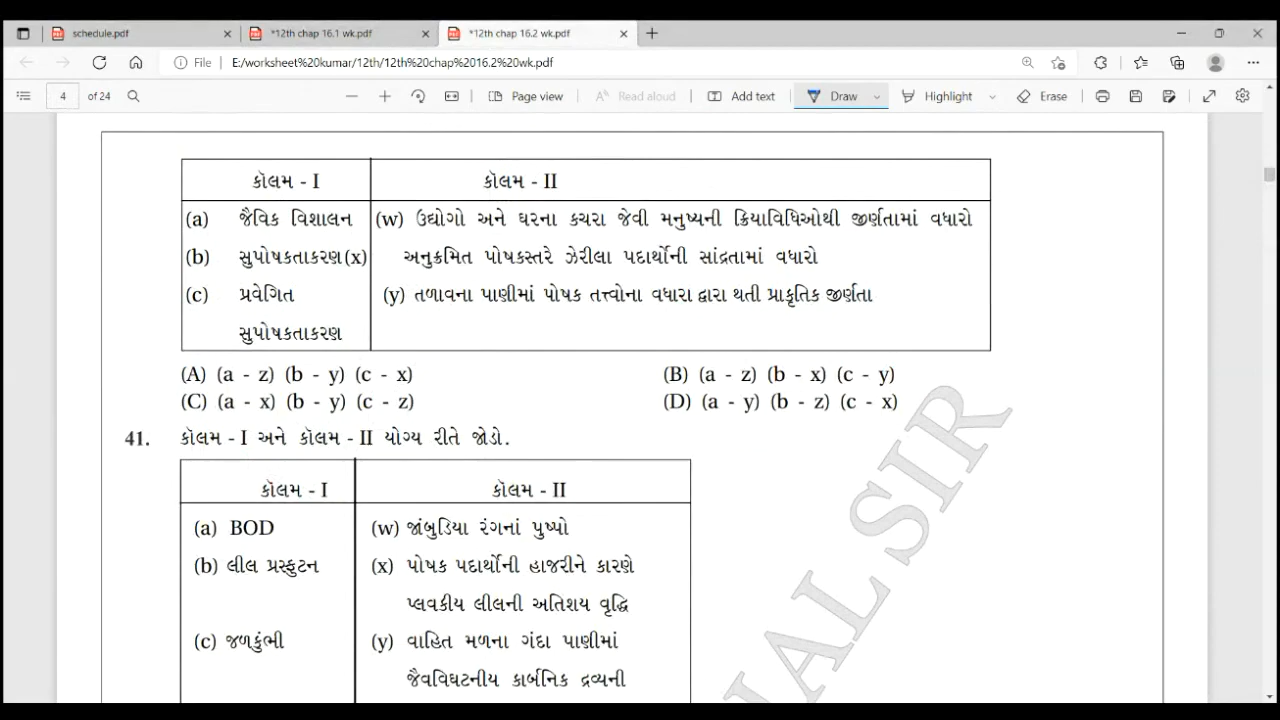 schedule.pdf
*12th chap 16.1 wk.pdf
*12th chap 16.2 wk.pdf
File E:/worksheet%20kumar/12th/12th%20chap%2016.2%20wk.pdf
4 of 24 Page view Read aloud Add text Draw Highlight Erase
કૉલમ - I કૉલમ - II
(a) જૈવિક વિશાલન (w) ઉદ્યોગો અને ઘરના કચરા જેવી મનુષ્યની ક્રિયાવિધિઓથી જીર્ણતામાં વધારો
(b) સુપોષકતાકરણ (x) અનુક્રમિત પોષકસ્તરે ઝેરીલા પદાર્થોની સાંદ્રતામાં વધારો
(c) પ્રવેગિત (y) તળાવના પાણીમાં પોષક તત્ત્વોના વધારા દ્વારા થતી પ્રાકૃતિક જીર્ણતા
સુપોષકતાકરણ
(A) (a - z) (b - y) (c - x) (B) (a - z) (b - x) (c - y)
(C) (a - x) (b - y) (c - z) (D) (a - y) (b - z) (c - x)
41. કૉલમ - I અને કૉલમ - II યોગ્ય રીતે જોડો.
કૉલમ - I કૉલમ - II
(a) BOD (w) જાંબુડિયા રંગનાં પુષ્પો
(b) લીલ પ્રસ્ફુટન (x) પોષક પદાર્થોની હાજરીને કારણે
પ્લવકીય લીલની અતિશય વૃદ્ધિ
(c) જળકુંભી (y) વાહિત મળના ગંદા પાણીમાં
જૈવવિઘટનીય કાર્બનિક દ્રવ્યની
AL SIR